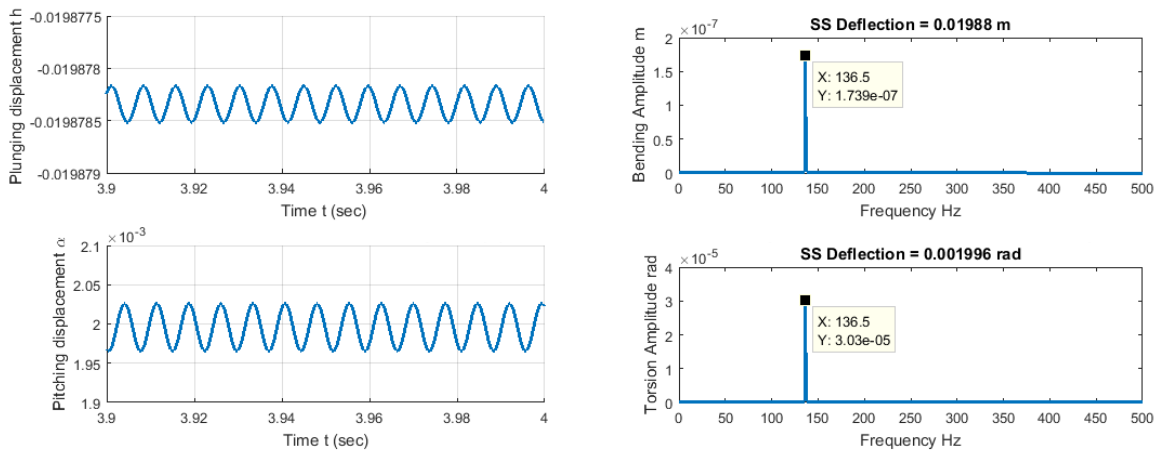 -0.0198775
-0.019878
-0.0198785
-0.019879
Plunging displacement h
3.9 3.92 3.94 3.96 3.98 4
Time t (sec)
SS Deflection = 0.01988 m
×10^-7
2
1.5
1
0.5
0
Bending Amplitude m
X: 136.5
Y: 1.739e-07
0 50 100 150 200 250 300 350 400 450 500
Frequency Hz
×10^-3
2.1
2.05
2
1.95
1.9
Pitching displacement α
3.9 3.92 3.94 3.96 3.98 4
Time t (sec)
SS Deflection = 0.001996 rad
×10^-5
4
3
2
1
0
Torsion Amplitude rad
X: 136.5
Y: 3.03e-05
0 50 100 150 200 250 300 350 400 450 500
Frequency Hz